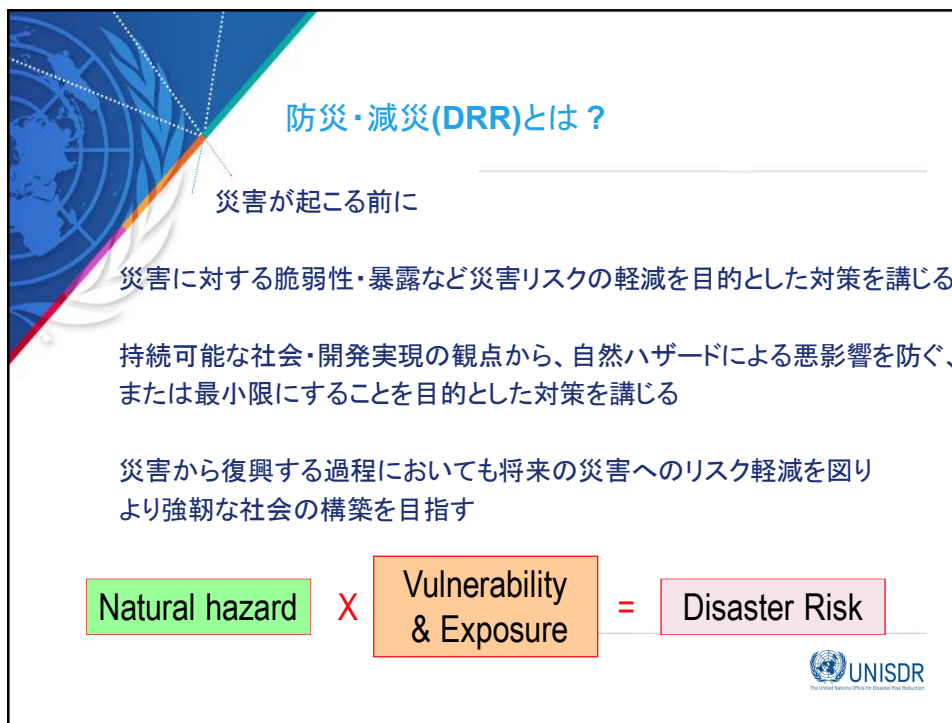 防災・減災(DRR)とは？
災害が起こる前に
災害に対する脆弱性・暴露など災害リスクの軽減を目的とした対策を講じる
持続可能な社会・開発実現の観点から、自然ハザードによる悪影響を防ぐ、
または最小限にすることを目的とした対策を講じる
災害から復興する過程においても将来の災害へのリスク軽減を図り
より強靭な社会の構築を目指す
Natural hazard X Vulnerability & Exposure = Disaster Risk
UNISDR
The United Nations Office for Disaster Risk Reduction